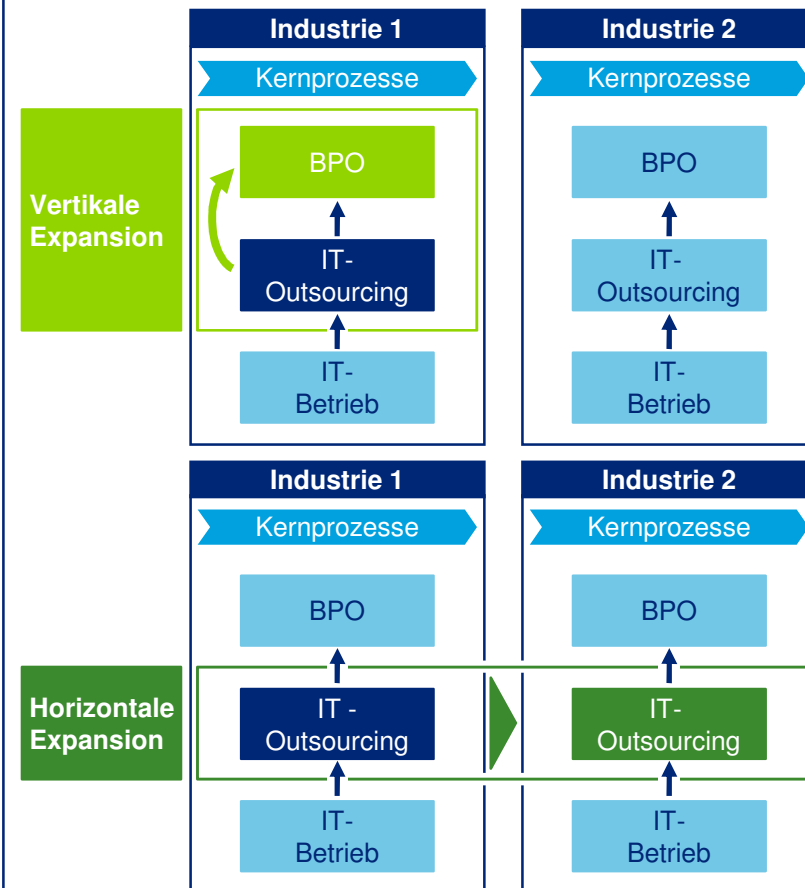 Industrie 1
Industrie 2
Kernprozesse
Kernprozesse
Vertikale
Expansion
BPO
BPO
IT-
Outsourcing
IT-
Outsourcing
IT-
Betrieb
IT-
Betrieb
Industrie 1
Industrie 2
Kernprozesse
Kernprozesse
BPO
BPO
Horizontale
Expansion
IT -
Outsourcing
IT-
Outsourcing
IT-
Betrieb
IT-
Betrieb